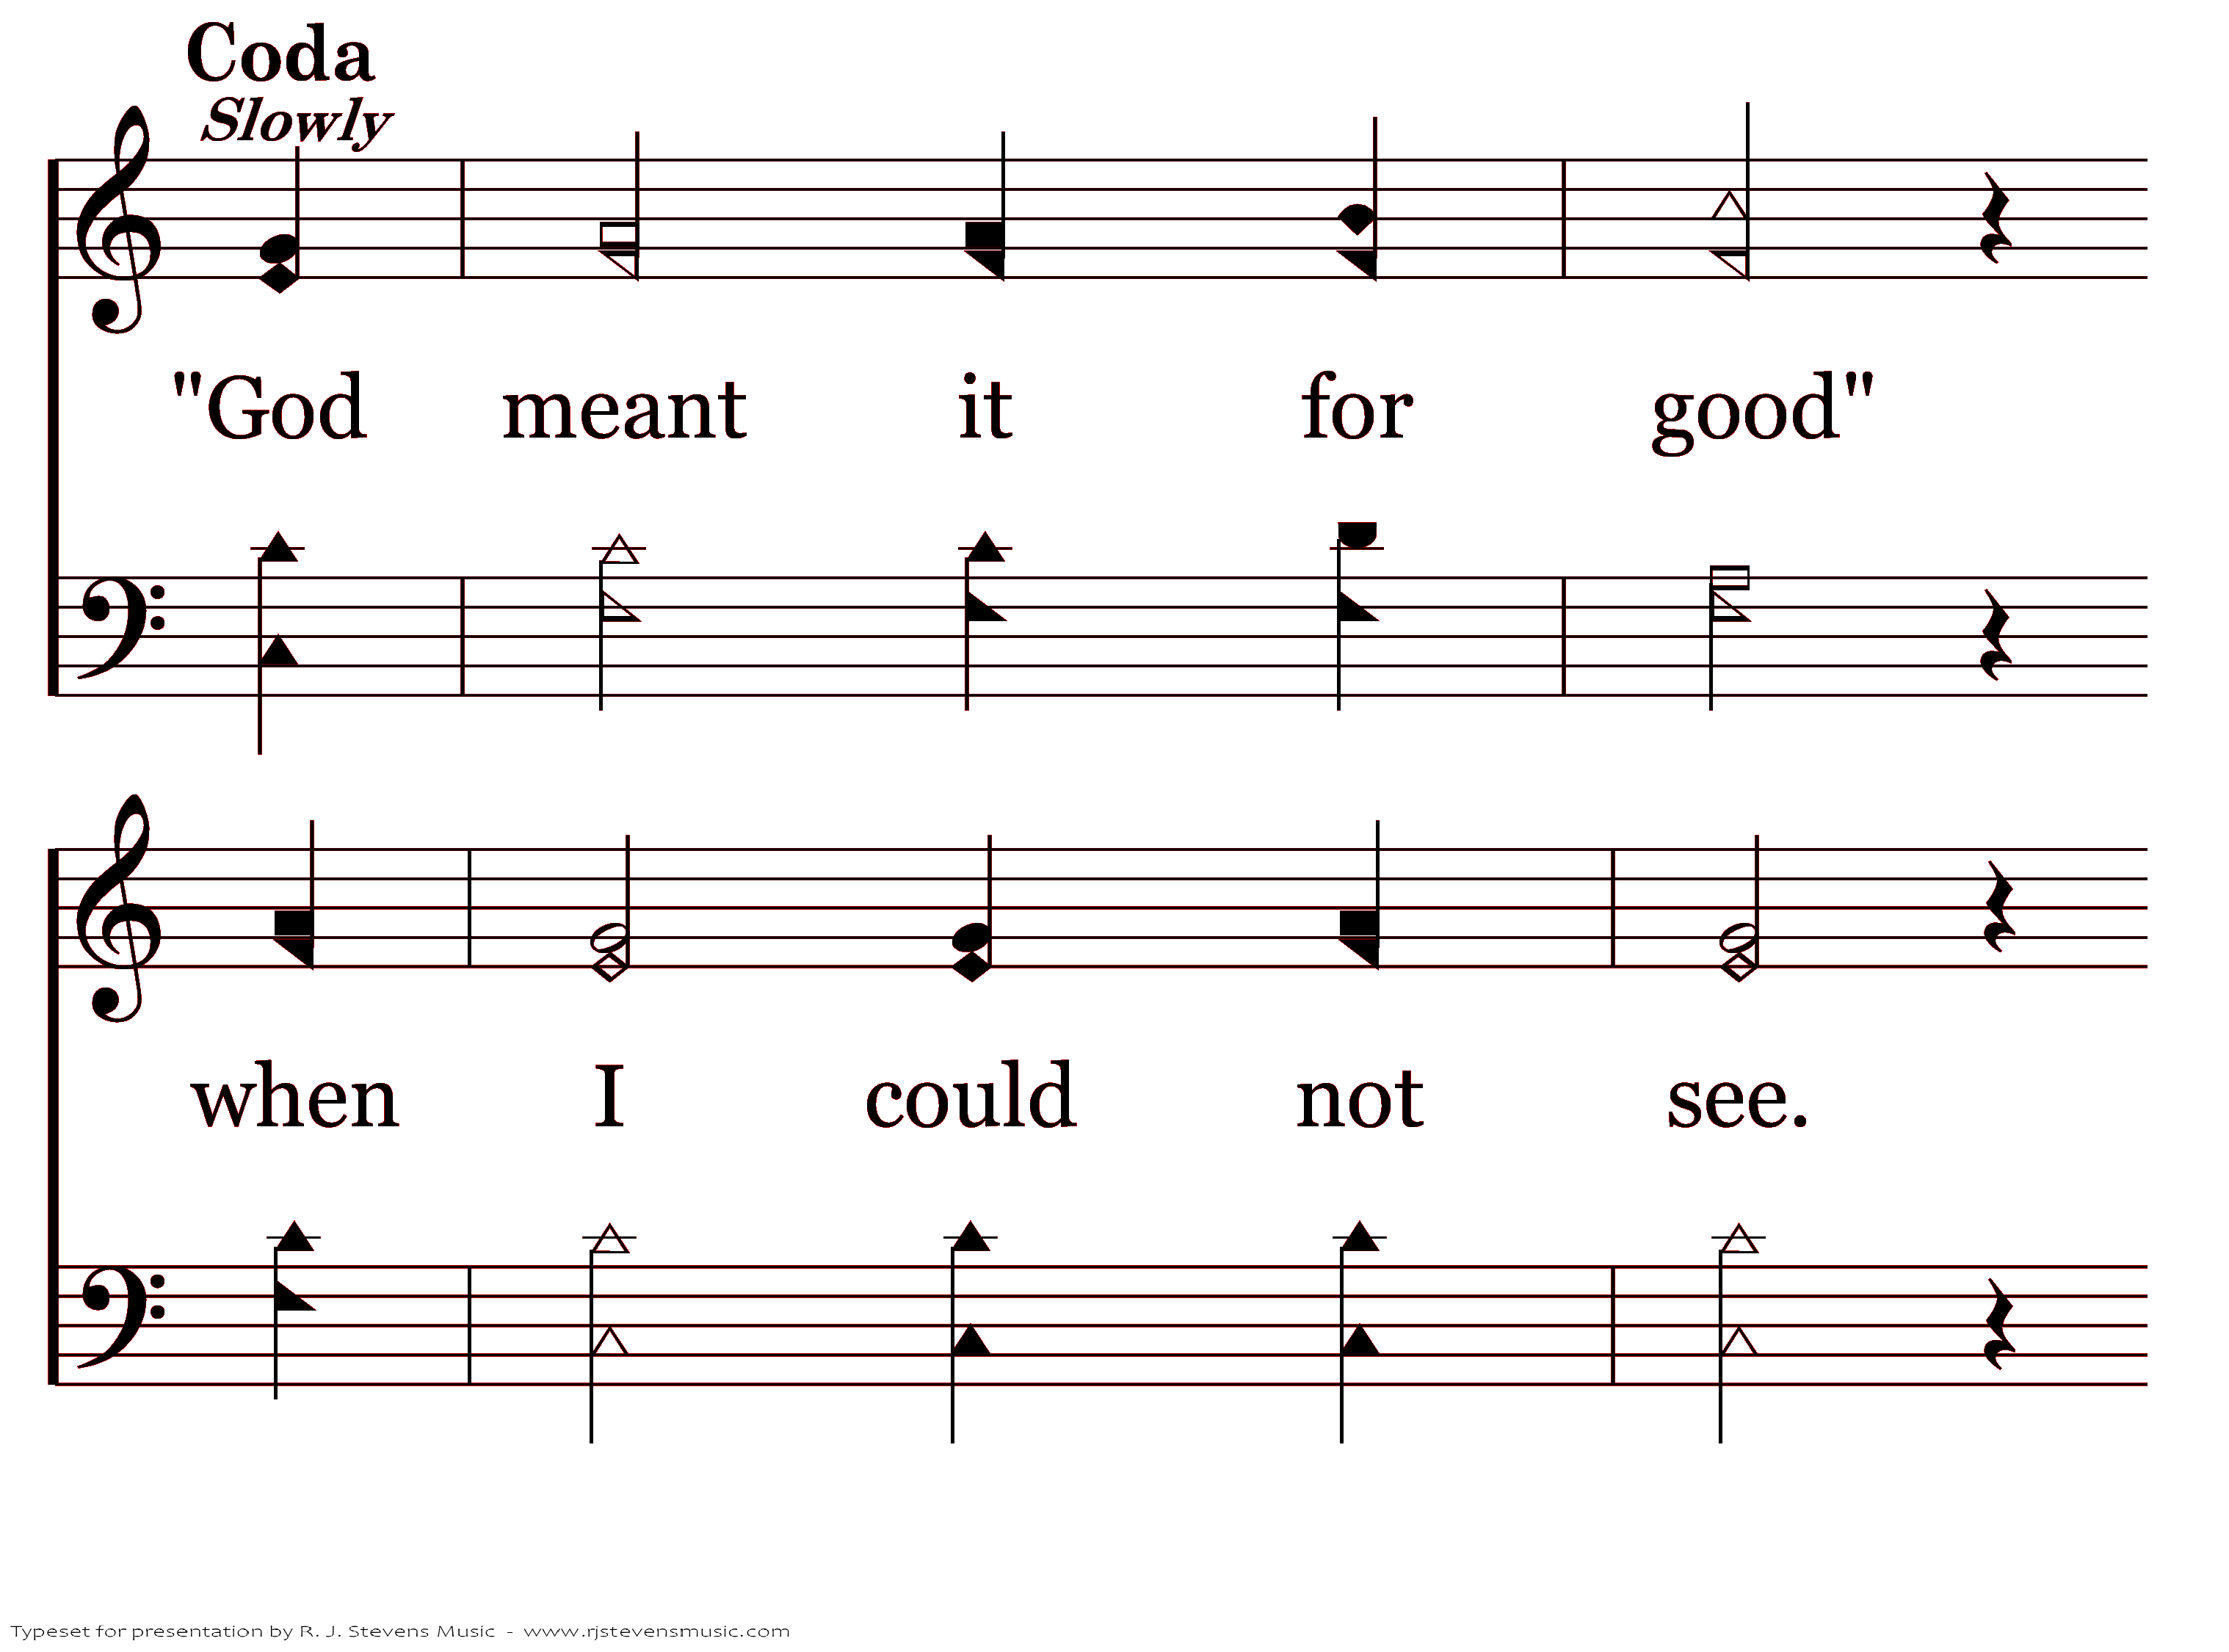 Coda
Slowly
"God meant it for good"
when I could not see.
Typeset for presentation by R. J. Stevens Music - www.rjstevensmusic.com